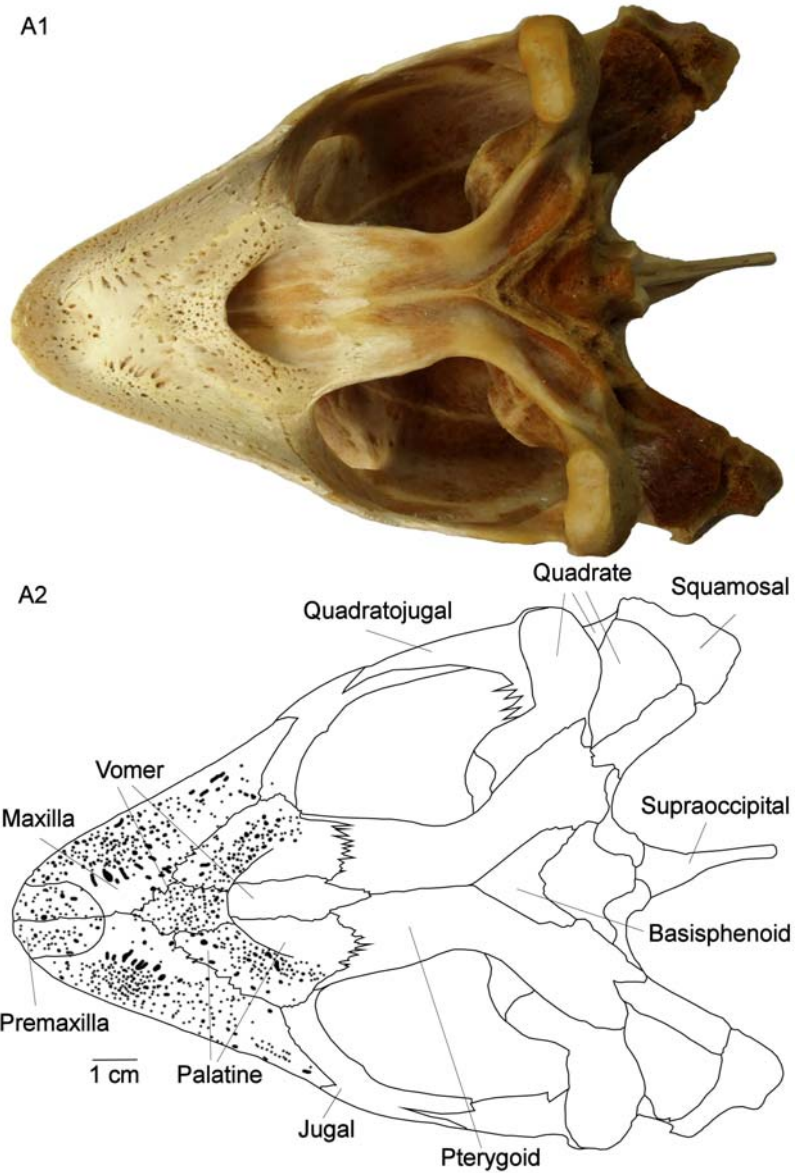 A1
A2
Quadrate
Squamosal
Quadratojugal
Vomer
Maxilla
Supraoccipital
Basisphenoid
Premaxilla
1 cm
Palatine
Jugal
Pterygoid